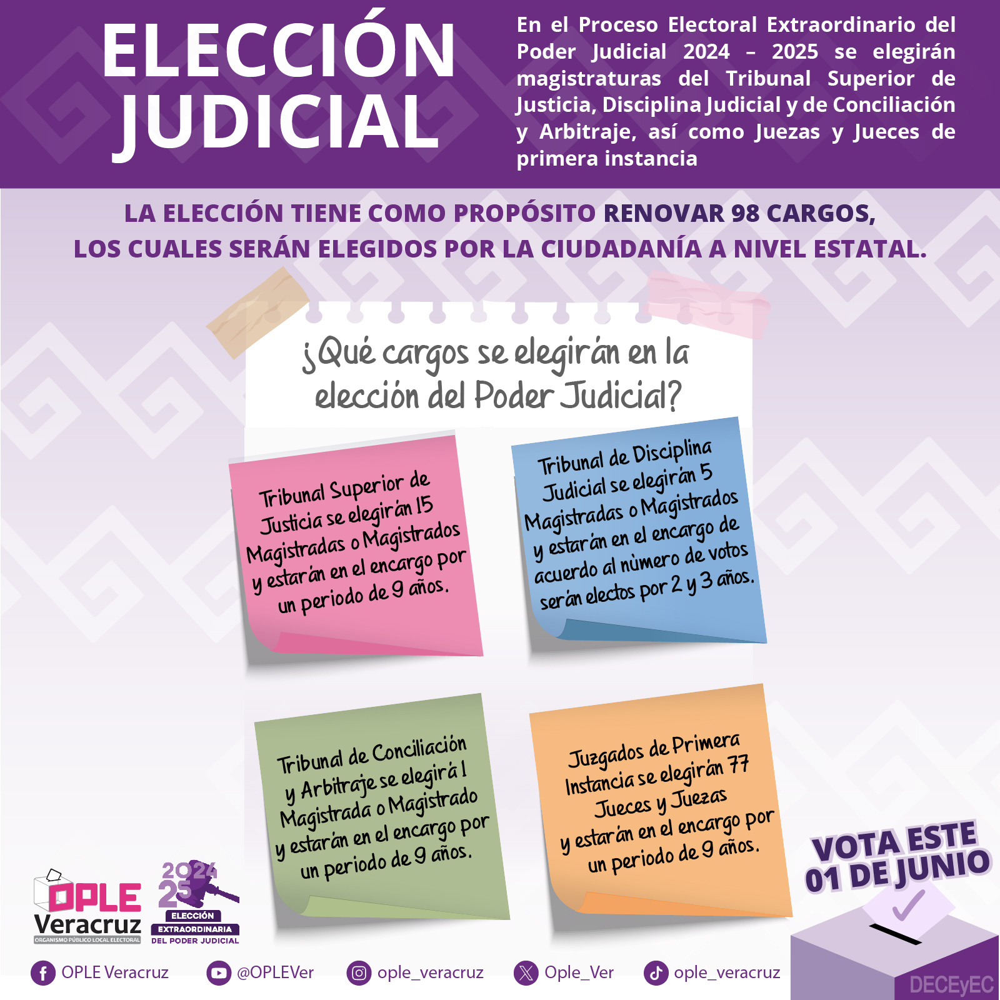 ELECCIÓN
JUDICIAL
En el Proceso Electoral Extraordinario del
Poder Judicial 2024 – 2025 se elegirán
magistraturas del Tribunal Superior de
Justicia, Disciplina Judicial y de Conciliación
y Arbitraje, así como Juezas y Jueces de
primera instancia
LA ELECCIÓN TIENE COMO PROPÓSITO RENOVAR 98 CARGOS,
LOS CUALES SERÁN ELEGIDOS POR LA CIUDADANÍA A NIVEL ESTATAL.
¿Qué cargos se elegirán en la
elección del Poder Judicial?
Tribunal Superior de
Justicia se elegirán 15
Magistradas o Magistrados
y estarán en el encargo por
un periodo de 9 años.
Tribunal de Disciplina
Judicial se elegirán 5
Magistradas o Magistrados
y estarán en el encargo de
acuerdo al nùmero de votos
serán electos por 2 y 3 años.
Tribunal de Conciliación
y Arbitraje se elegirá 1
Magistrada o Magistrado
y estarán en el encargo por
un periodo de 9 años.
Juzgados de Primera
Instancia se elegirán 77
Jueces y Juezas
y estarán en el encargo por
un periodo de 9 años.
VOTA ESTE
01 DE JUNIO
OPLE
Veracruz
ORGANISMO PÚBLICO LOCAL ELECTORAL
2024
25
ELECCIÓN
EXTRAORDINARIA
DEL PODER JUDICIAL
OPLE Veracruz
@OPLEVer
ople_veracruz
Ople_Ver
ople_veracruz
DECEyEC